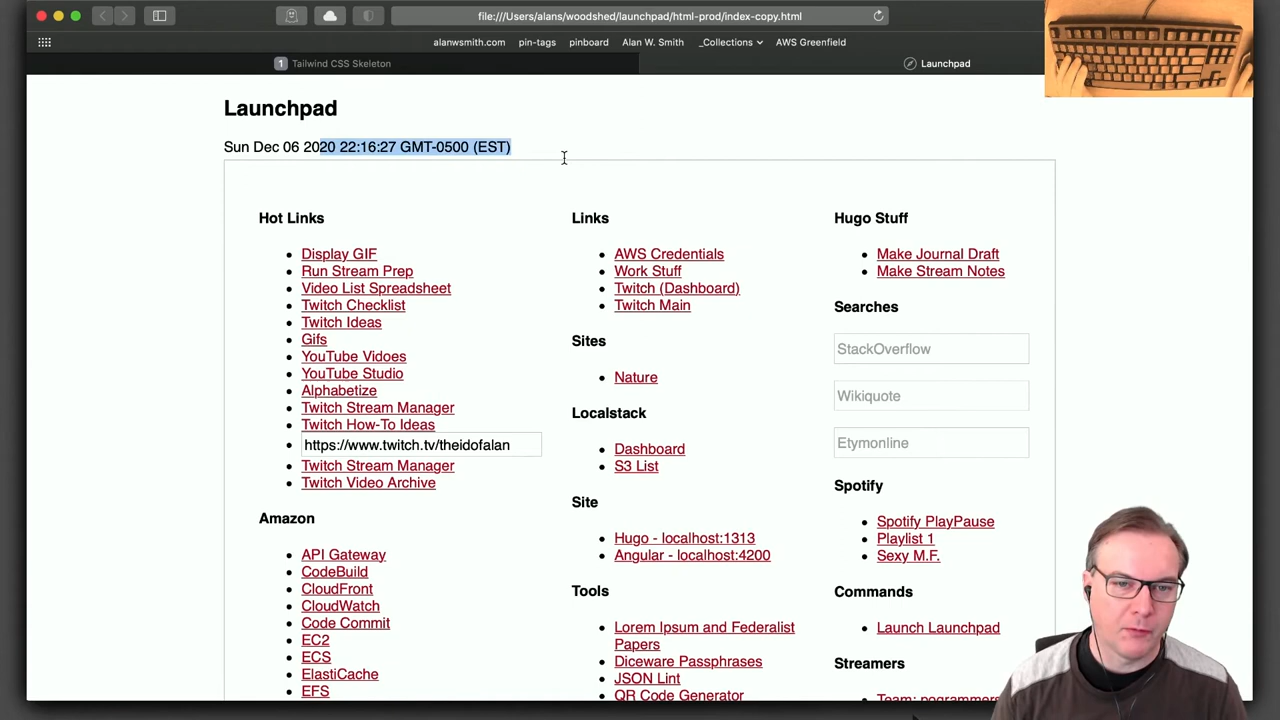 file:///Users/alans/woodshed/launchpad/html-prod/index-copy.html
alanwsmith.com pin-tags pinboard Alan W. Smith _Collections AWS Greenfield
1 Tailwind CSS Skeleton
Launchpad
Launchpad
Sun Dec 06 2020 22:16:27 GMT-0500 (EST)
Hot Links
Display GIF
Run Stream Prep
Video List Spreadsheet
Twitch Checklist
Twitch Ideas
Gifs
YouTube Vidoes
YouTube Studio
Alphabetize
Twitch Stream Manager
Twitch How-To Ideas
https://www.twitch.tv/theidofalan
Twitch Stream Manager
Twitch Video Archive
Amazon
API Gateway
CodeBuild
CloudFront
CloudWatch
Code Commit
EC2
ECS
ElastiCache
EFS
Links
AWS Credentials
Work Stuff
Twitch (Dashboard)
Twitch Main
Sites
Nature
Localstack
Dashboard
S3 List
Site
Hugo - localhost:1313
Angular - localhost:4200
Tools
Lorem Ipsum and Federalist
Papers
Diceware Passphrases
JSON Lint
QR Code Generator
Hugo Stuff
Make Journal Draft
Make Stream Notes
Searches
StackOverflow
Wikiquote
Etymonline
Spotify
Spotify PlayPause
Playlist 1
Sexy M.F.
Commands
Launch Launchpad
Streamers
Team: pogrammers